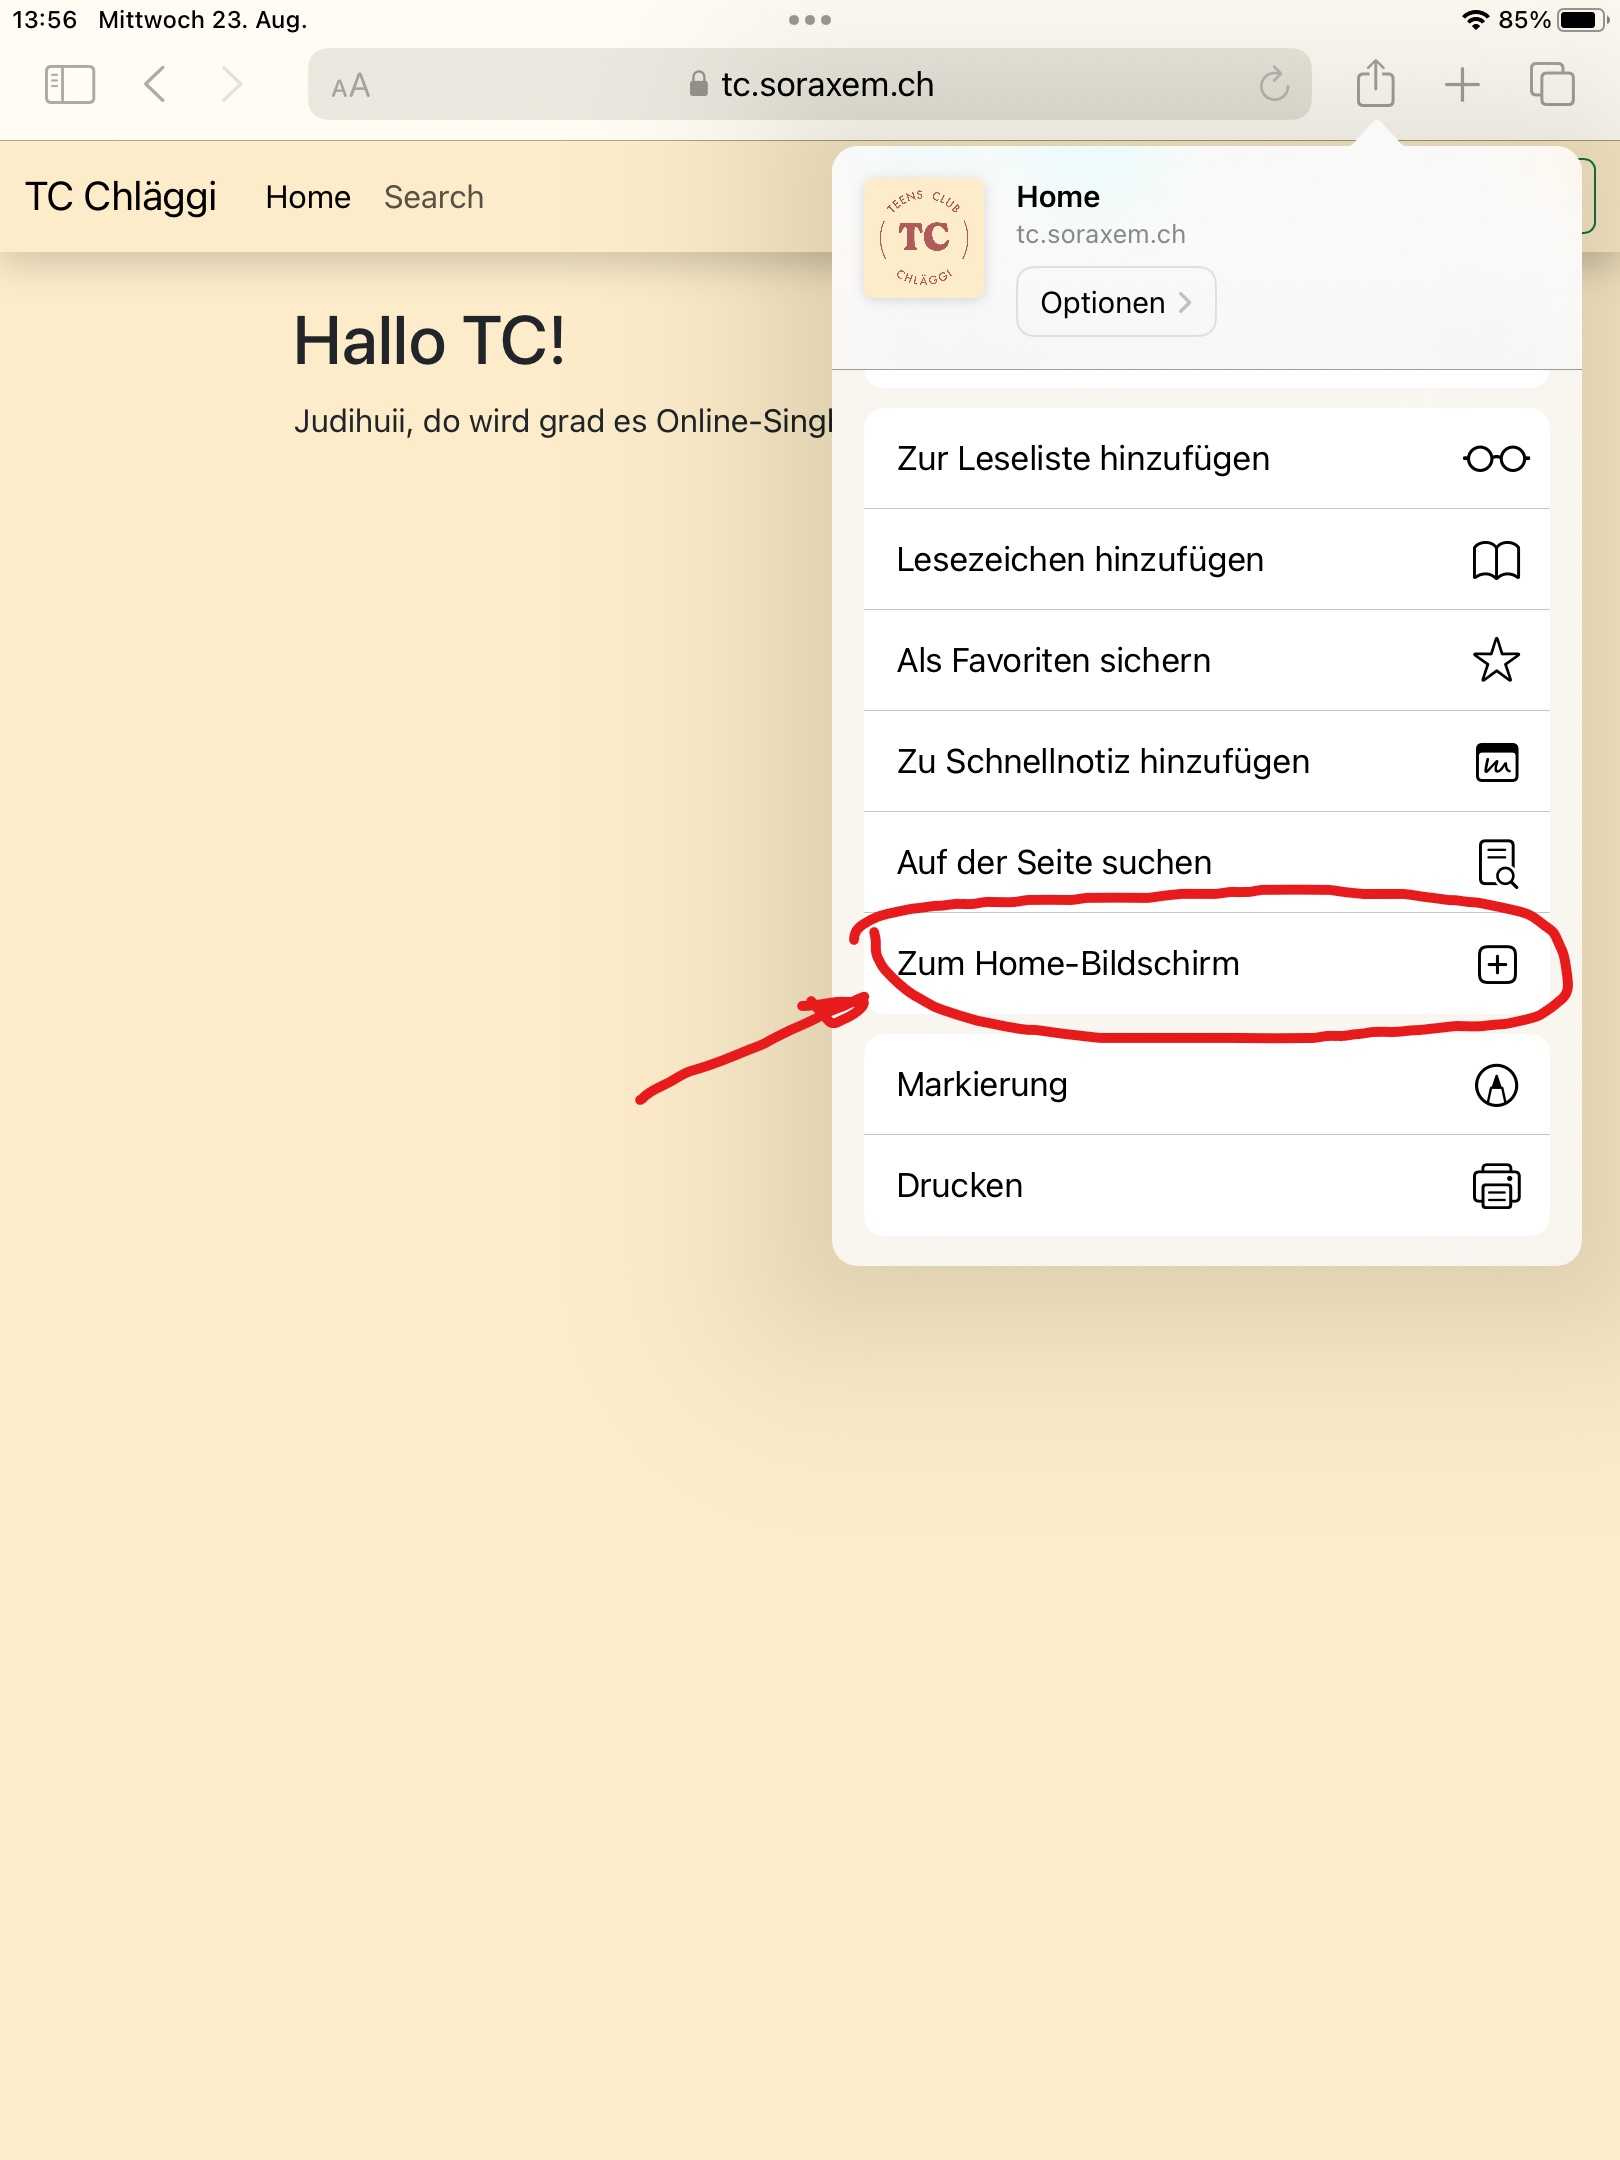 13:56 Mittwoch 23. Aug.
85%
AA
tc.soraxem.ch
TC Chläggi
Home
Search
TEENS CLUB
TC
CHLÄGGI
Home
tc.soraxem.ch
Optionen
Hallo TC!
Judihuii, do wird grad es Online-Singl
Zur Leseliste hinzufügen
Lesezeichen hinzufügen
Als Favoriten sichern
Zu Schnellnotiz hinzufügen
Auf der Seite suchen
Zum Home-Bildschirm
Markierung
Drucken